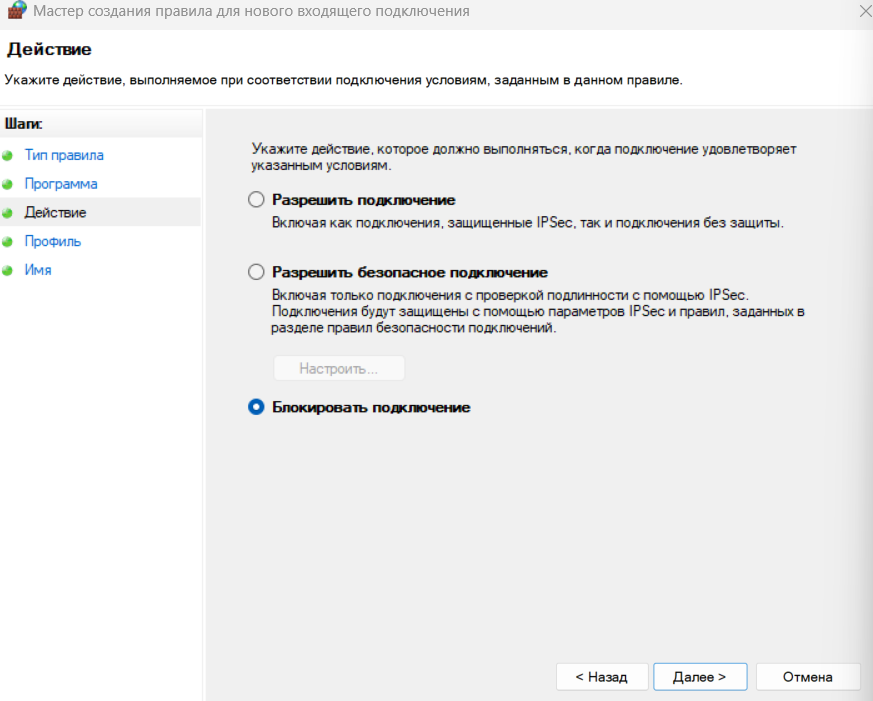 Мастер создания правила для нового входящего подключения
Действие
Укажите действие, выполняемое при соответствии подключения условиям, заданным в данном правиле.
Шаги:
Тип правила
Программа
Действие
Профиль
Имя
Укажите действие, которое должно выполняться, когда подключение удовлетворяет
указанным условиям.
Разрешить подключение
Включая как подключения, защищенные IPSec, так и подключения без защиты.
Разрешить безопасное подключение
Включая только подключения с проверкой подлинности с помощью IPSec.
Подключения будут защищены с помощью параметров IPSec и правил, заданных в
разделе правил безопасности подключений.
Настроить...
Блокировать подключение
< Назад
Далее >
Отмена